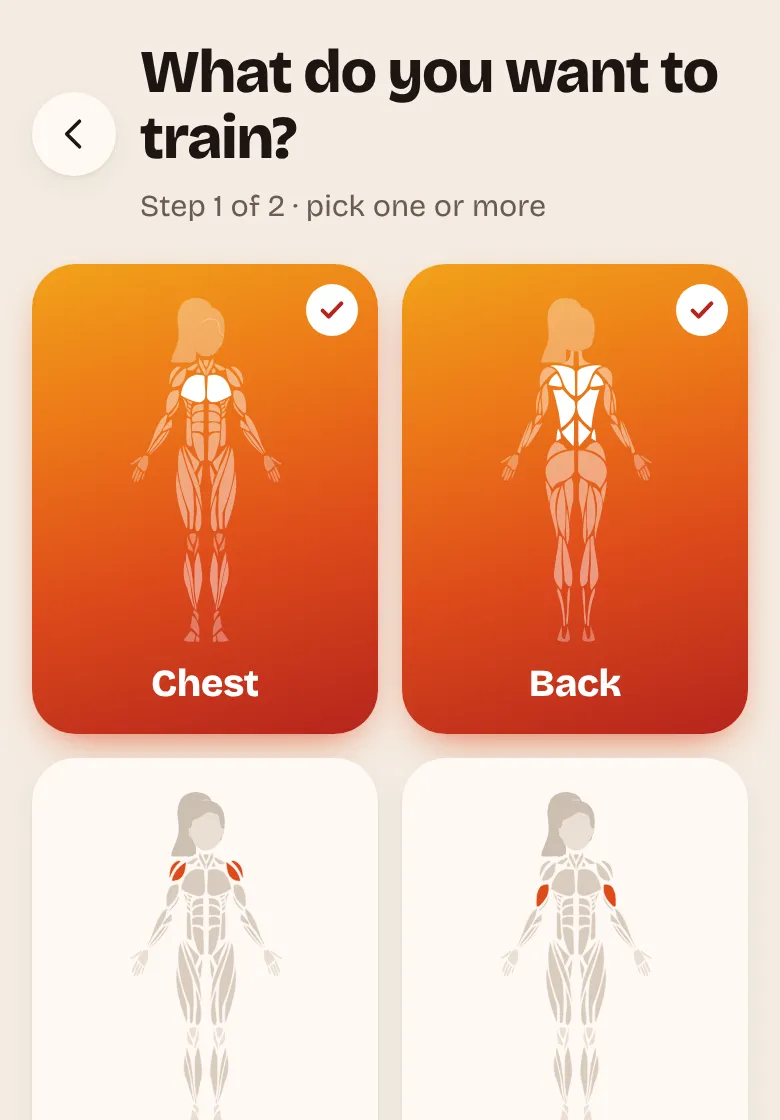 What do you want to
train?
Step 1 of 2 · pick one or more
Chest
Back